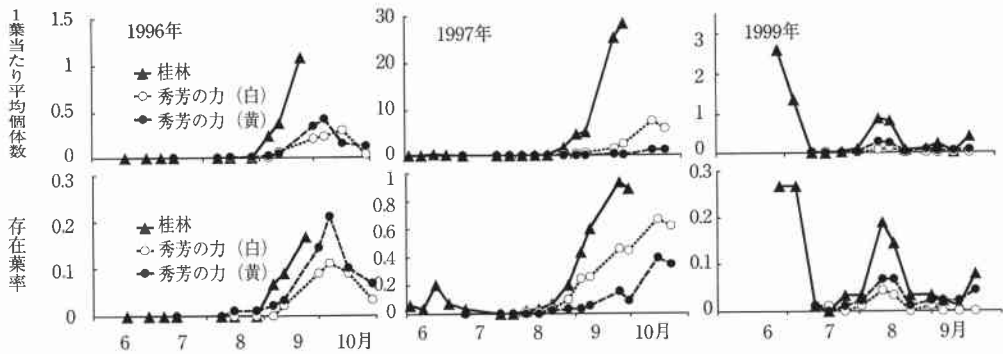 1葉当たり平均個体数
1.5
1
0.5
0
1996年
桂林
秀芳の力（白）
秀芳の力（黄）
30
20
10
0
1997年
3
2
1
0
1999年
存在葉率
0.3
0.2
0.1
0
桂林
秀芳の力（白）
秀芳の力（黄）
6 7 8 9 10月
1
0.8
0.6
0.4
0.2
0
6 7 8 9 10月
0.3
0.2
0.1
0
6 7 8 9月